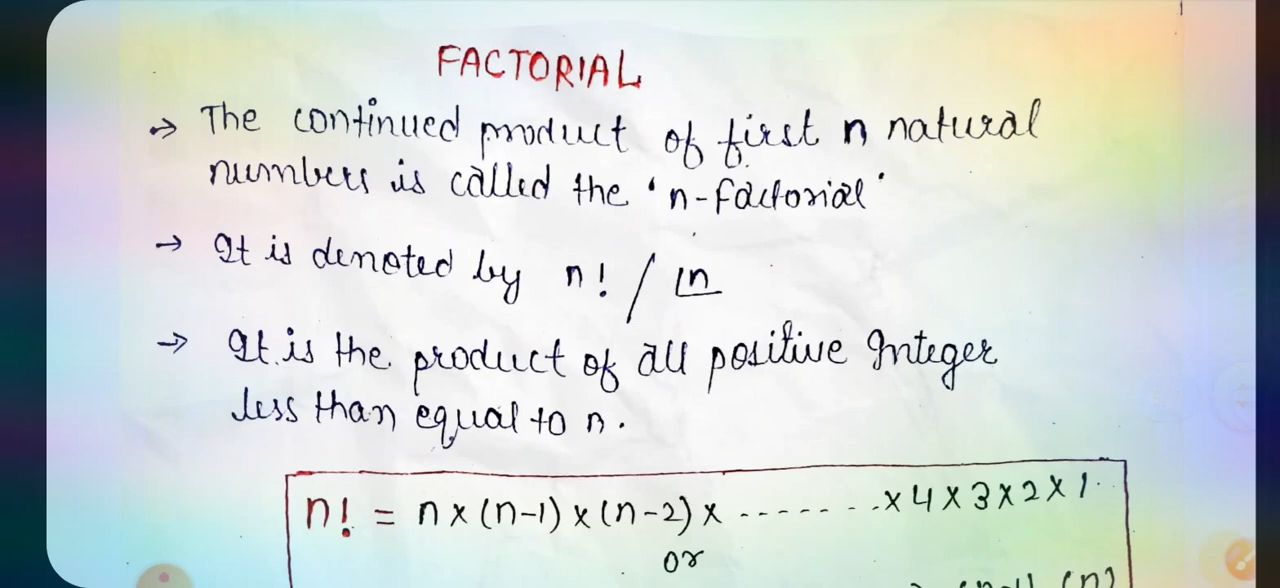 FACTORIAL
→ The continued product of first n natural
numbers is called the 'n-factorial'
→ It is denoted by n! / |n
→ It is the product of all positive Integer
less than equal to n.
n! = n × (n-1) × (n-2) × ------- × 4 × 3 × 2 × 1
or